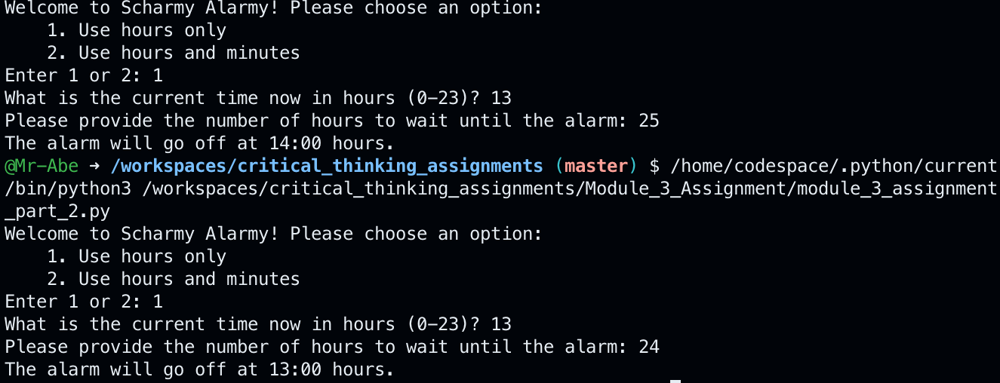 Welcome to Scharmy Alarmy! Please choose an option:
    1. Use hours only
    2. Use hours and minutes
Enter 1 or 2: 1
What is the current time now in hours (0-23)? 13
Please provide the number of hours to wait until the alarm: 25
The alarm will go off at 14:00 hours.
@Mr-Abe ➜ /workspaces/critical_thinking_assignments (master) $ /home/codespace/.python/current
/bin/python3 /workspaces/critical_thinking_assignments/Module_3_Assignment/module_3_assignment
_part_2.py
Welcome to Scharmy Alarmy! Please choose an option:
    1. Use hours only
    2. Use hours and minutes
Enter 1 or 2: 1
What is the current time now in hours (0-23)? 13
Please provide the number of hours to wait until the alarm: 24
The alarm will go off at 13:00 hours.